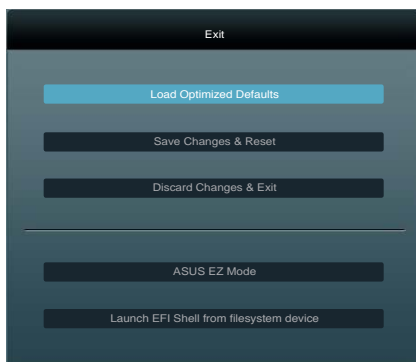 Exit
Load Optimized Defaults
Save Changes & Reset
Discard Changes & Exit
ASUS EZ Mode
Launch EFI Shell from filesystem device